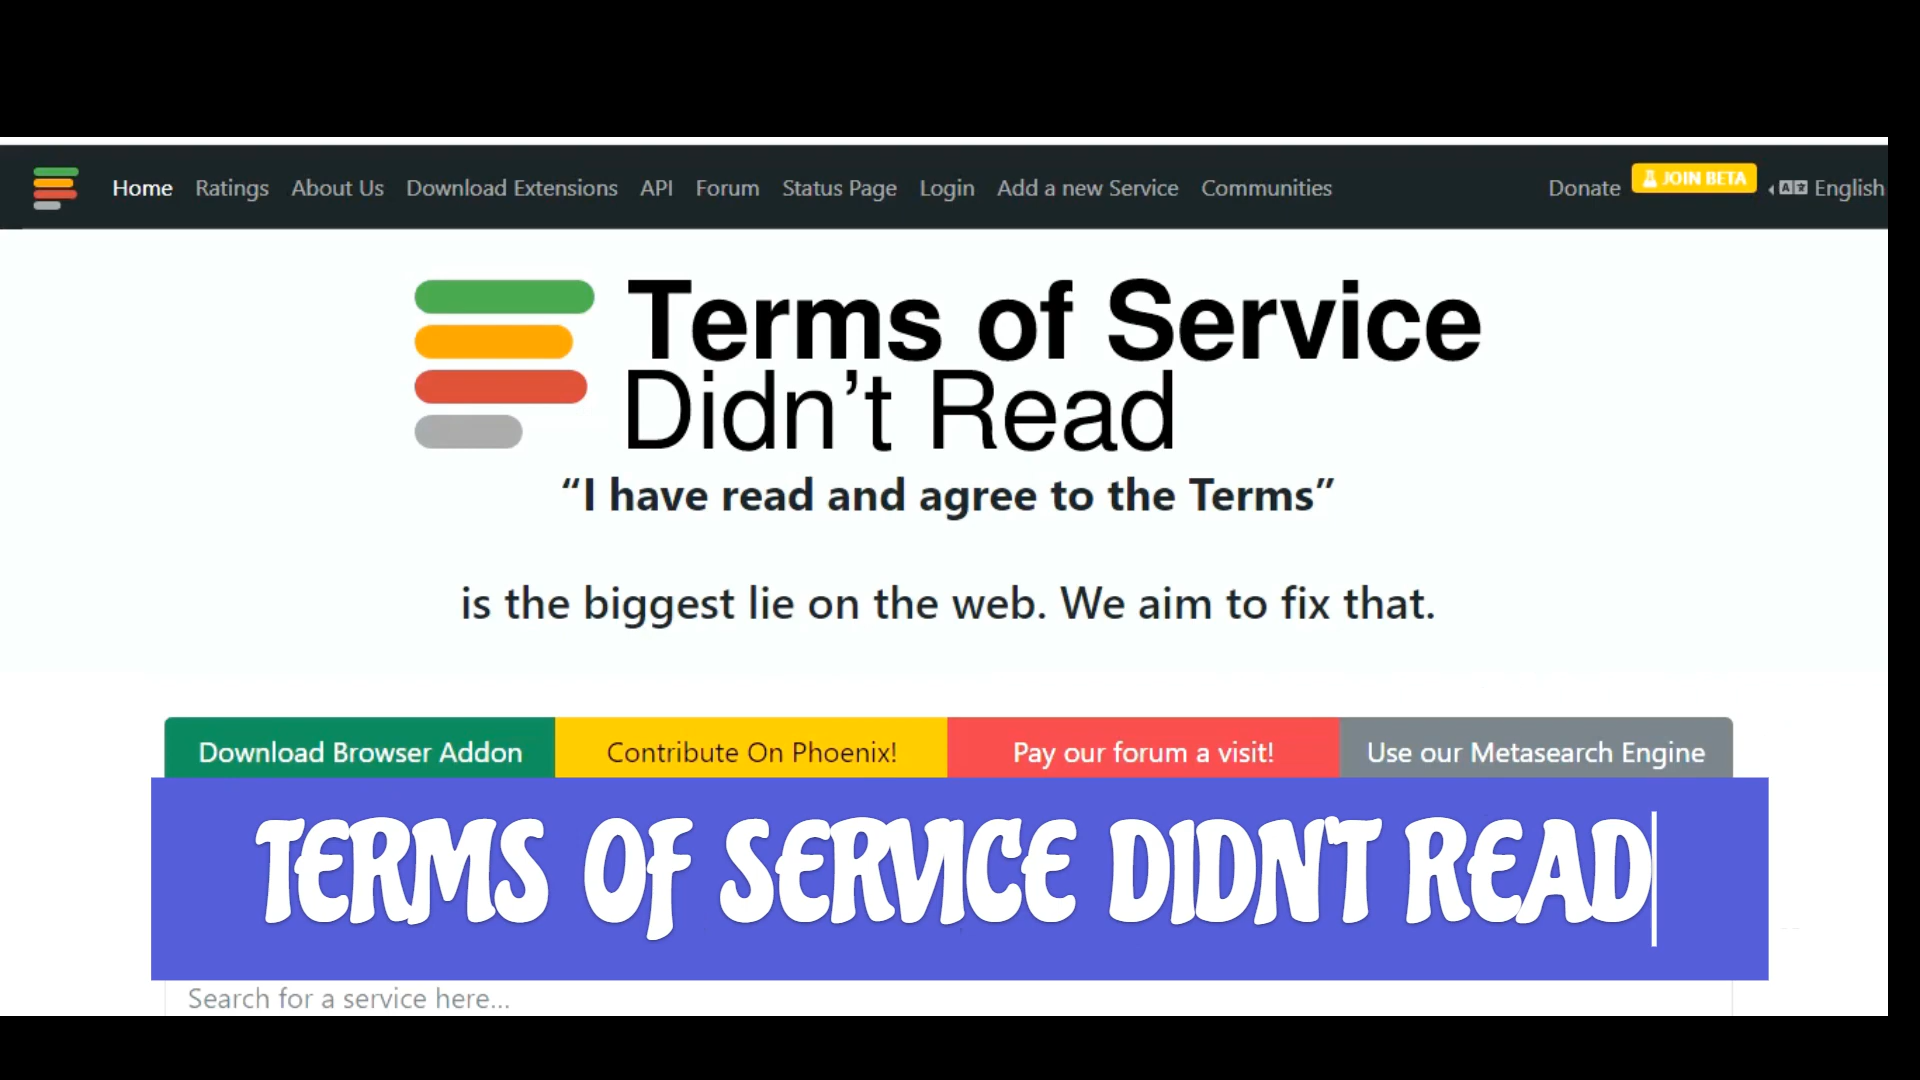 Home Ratings About Us Download Extensions API Forum Status Page Login Add a new Service Communities Donate JOIN BETA English
Terms of Service
Didn’t Read
“I have read and agree to the Terms”
is the biggest lie on the web. We aim to fix that.
Download Browser Addon Contribute On Phoenix! Pay our forum a visit! Use our Metasearch Engine
TERMS OF SERVICE DIDN'T READ
Search for a service here...